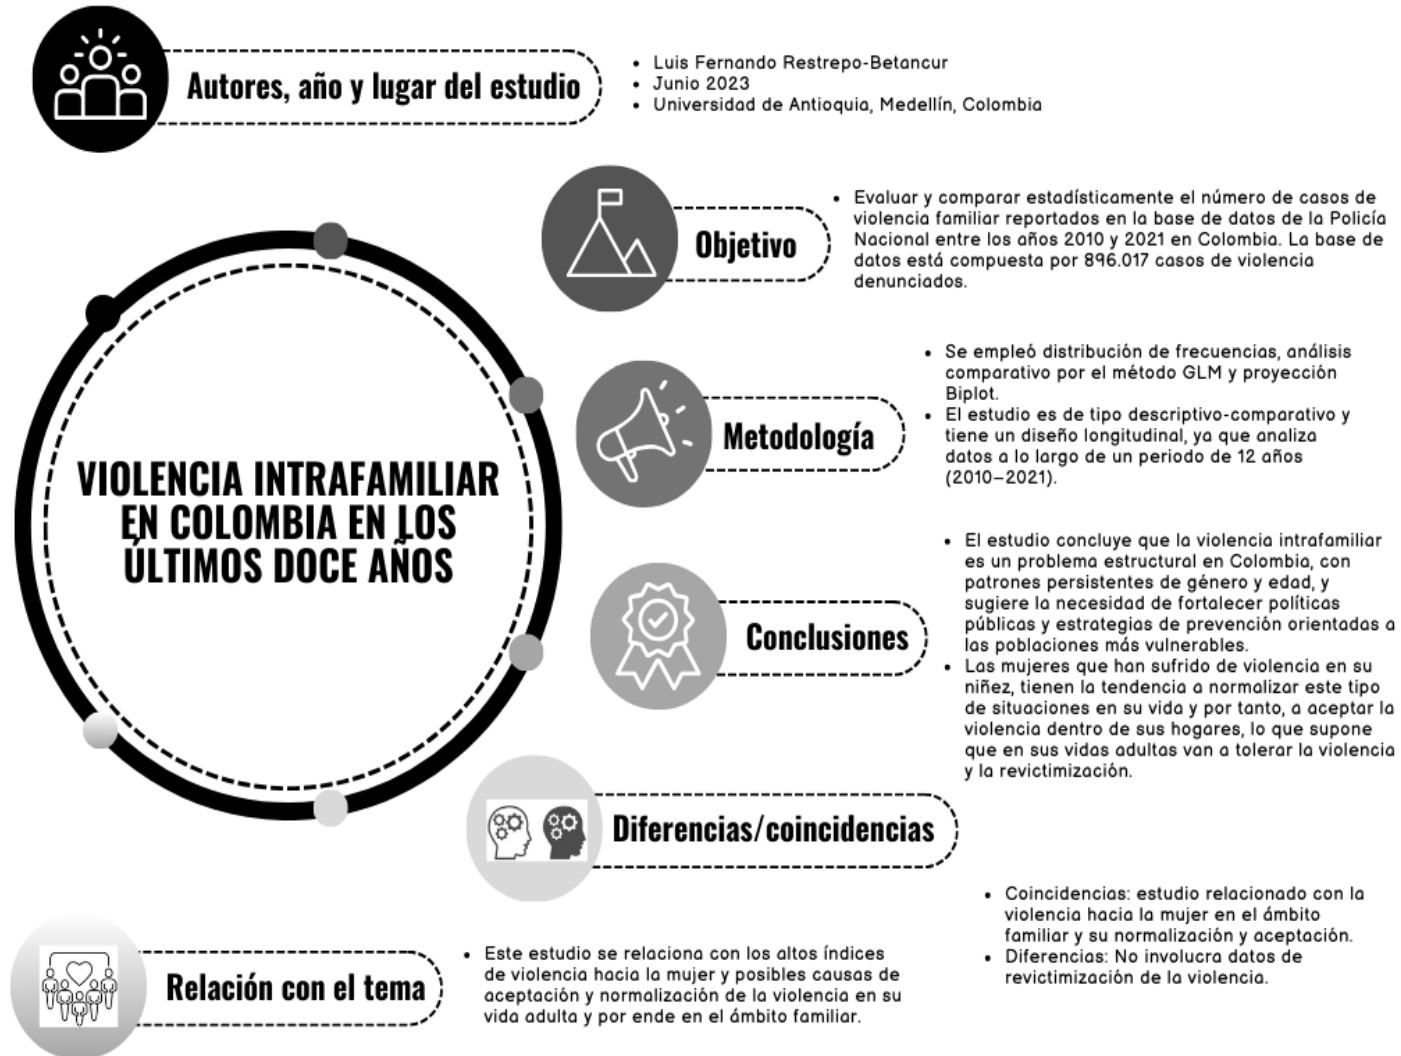 Autores, año y lugar del estudio
• Luis Fernando Restrepo-Betancur
• Junio 2023
• Universidad de Antioquia, Medellín, Colombia
Objetivo
• Evaluar y comparar estadísticamente el número de casos de
violencia familiar reportados en la base de datos de la Policía
Nacional entre los años 2010 y 2021 en Colombia. La base de
datos está compuesta por 896.017 casos de violencia
denunciados.
Metodología
• Se empleó distribución de frecuencias, análisis
comparativo por el método GLM y proyección
Biplot.
• El estudio es de tipo descriptivo-comparativo y
tiene un diseño longitudinal, ya que analiza
datos a lo largo de un periodo de 12 años
(2010–2021).
VIOLENCIA INTRAFAMILIAR
EN COLOMBIA EN LOS
ÚLTIMOS DOCE AÑOS
Conclusiones
• El estudio concluye que la violencia intrafamiliar
es un problema estructural en Colombia, con
patrones persistentes de género y edad, y
sugiere la necesidad de fortalecer políticas
públicas y estrategias de prevención orientadas a
las poblaciones más vulnerables.
• Las mujeres que han sufrido de violencia en su
niñez, tienen la tendencia a normalizar este tipo
de situaciones en su vida y por tanto, a aceptar la
violencia dentro de sus hogares, lo que supone
que en sus vidas adultas van a tolerar la violencia
y la revictimización.
Diferencias/coincidencias
• Coincidencias: estudio relacionado con la
violencia hacia la mujer en el ámbito
familiar y su normalización y aceptación.
• Diferencias: No involucra datos de
revictimización de la violencia.
Relación con el tema
• Este estudio se relaciona con los altos índices
de violencia hacia la mujer y posibles causas de
aceptación y normalización de la violencia en su
vida adulta y por ende en el ámbito familiar.